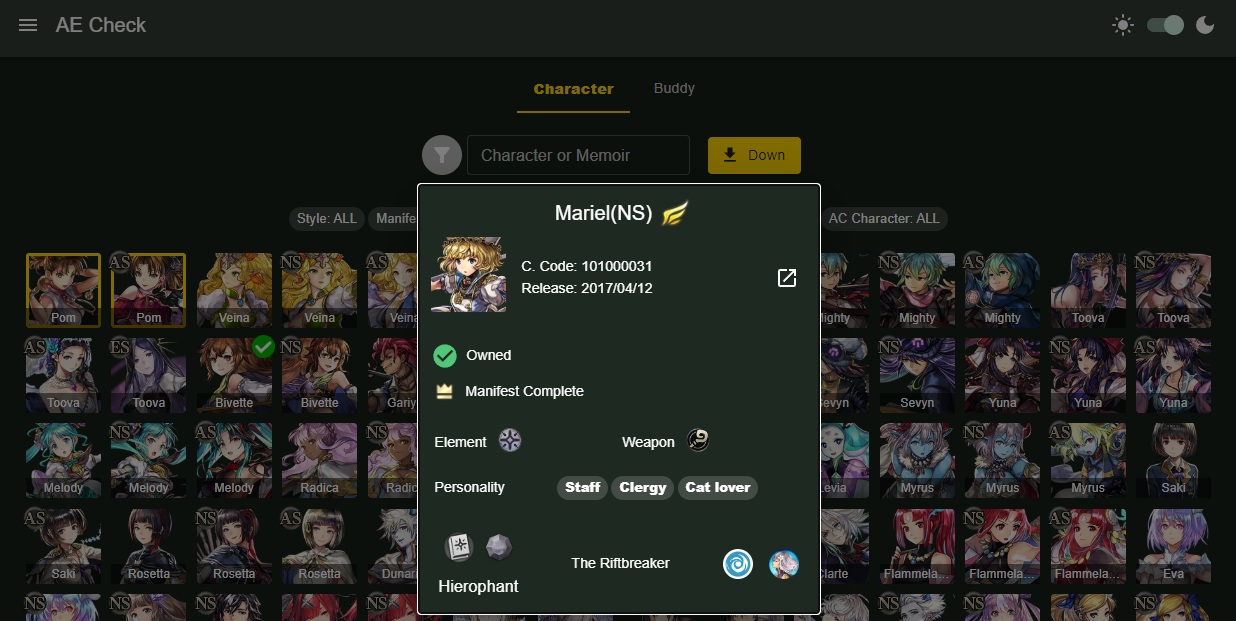 AE Check
Character Buddy
Character or Memoir Down
Style: ALL Manife AC Character: ALL
Mariel(NS)
C. Code: 101000031
Release: 2017/04/12
Owned
Manifest Complete
Element Weapon
Personality Staff Clergy Cat lover
The Riftbreaker
Hierophant
AS NS NS AS NS AS NS
Pom Pom Veina Veina Vein Mighty Mighty Mighty Toova Toova
AS ES NS NS NS NS
Toova Toova Bivette Bivette Gariy Sevyn Sevyn Yuna Yuna Yuna
NS AS NS NS AS
Melody Melody Melody Radica Radic Levia Myrus Myrus Myrus Saki
AS NS AS NS AS
Saki Rosetta Rosetta Rosetta Dunar Clarte Flammela... Flammela... Flammela... Eva
NS NS NS NS NS NS